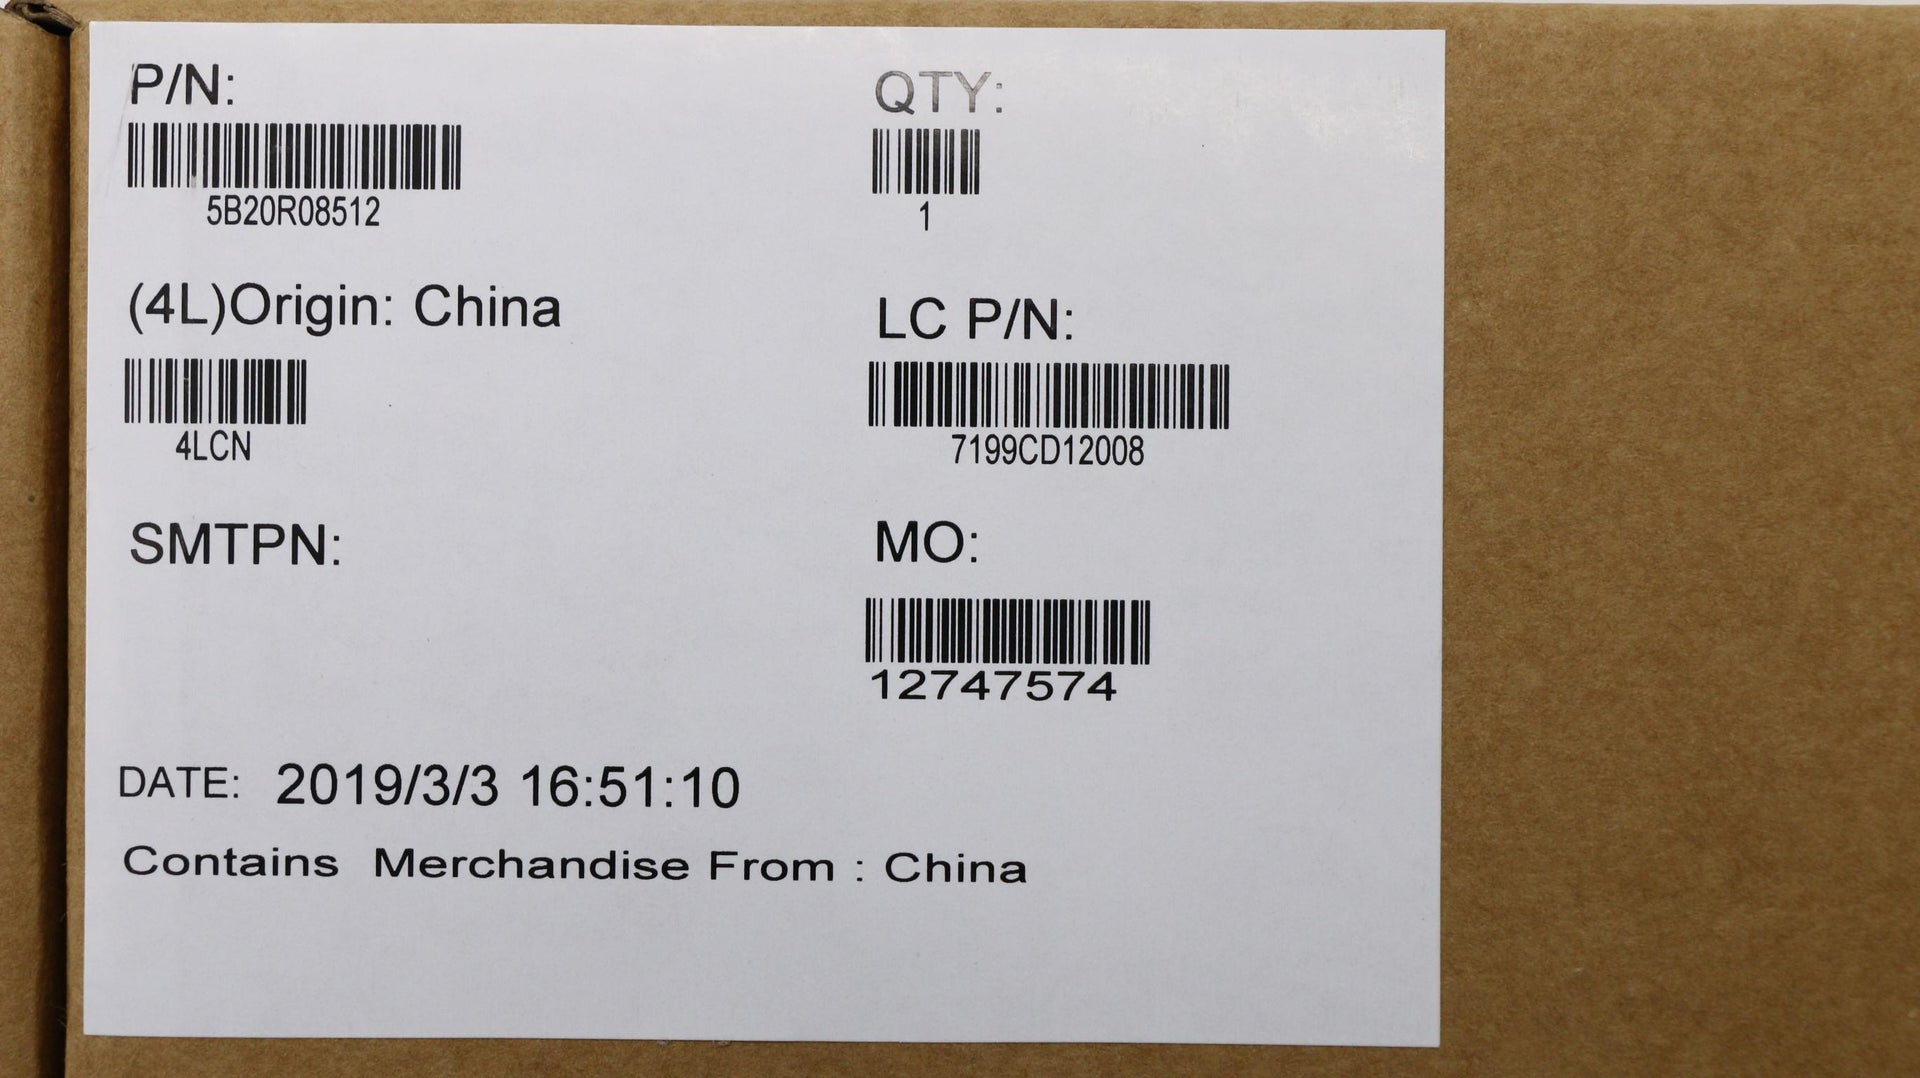 P/N:
QTY:
5B20R08512
1
(4L)Origin: China
LC P/N:
4LCN
7199CD12008
SMTPN:
MO:
12747574
DATE: 2019/3/3 16:51:10
Contains Merchandise From : China